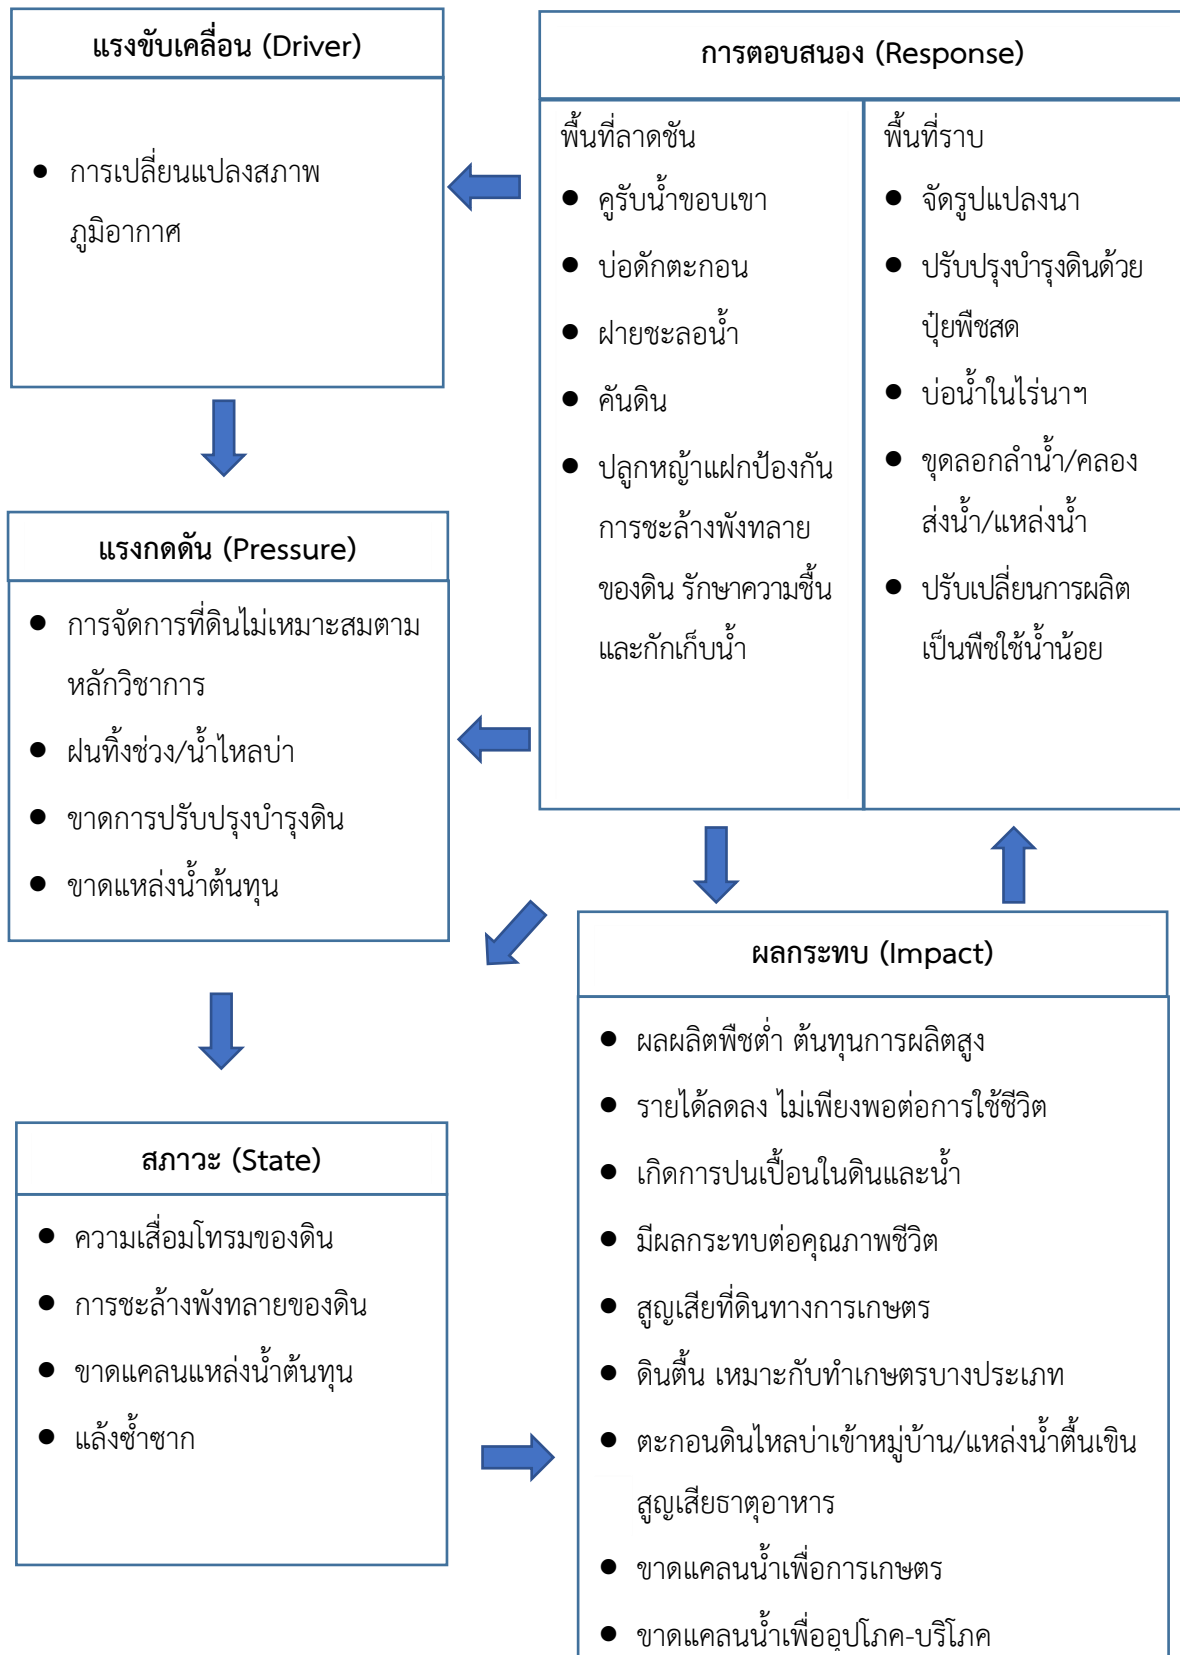 แรงขับเคลื่อน (Driver)
• การเปลี่ยนแปลงสภาพ
ภูมิอากาศ
การตอบสนอง (Response)
พื้นที่ลาดชัน
• คูรับน้ำขอบเขา
• บ่อดักตะกอน
• ฝายชะลอน้ำ
• คันดิน
• ปลูกหญ้าแฝกป้องกัน
การชะล้างพังทลาย
ของดิน รักษาความชื้น
และกักเก็บน้ำ
พื้นที่ราบ
• จัดรูปแปลงนา
• ปรับปรุงบำรุงดินด้วย
ปุ๋ยพืชสด
• บ่อน้ำในไร่นาฯ
• ขุดลอกลำน้ำ/คลอง
ส่งน้ำ/แหล่งน้ำ
• ปรับเปลี่ยนการผลิต
เป็นพืชใช้น้ำน้อย
แรงกดดัน (Pressure)
• การจัดการที่ดินไม่เหมาะสมตาม
หลักวิชาการ
• ฝนทิ้งช่วง/น้ำไหลบ่า
• ขาดการปรับปรุงบำรุงดิน
• ขาดแหล่งน้ำต้นทุน
สภาวะ (State)
• ความเสื่อมโทรมของดิน
• การชะล้างพังทลายของดิน
• ขาดแคลนแหล่งน้ำต้นทุน
• แล้งซ้ำซาก
ผลกระทบ (Impact)
• ผลผลิตพืชต่ำ ต้นทุนการผลิตสูง
• รายได้ลดลง ไม่เพียงพอต่อการใช้ชีวิต
• เกิดการปนเปื้อนในดินและน้ำ
• มีผลกระทบต่อคุณภาพชีวิต
• สูญเสียที่ดินทางการเกษตร
• ดินตื้น เหมาะกับทำเกษตรบางประเภท
• ตะกอนดินไหลบ่าเข้าหมู่บ้าน/แหล่งน้ำตื้นเขิน
สูญเสียธาตุอาหาร
• ขาดแคลนน้ำเพื่อการเกษตร
• ขาดแคลนน้ำเพื่ออุปโภค-บริโภค